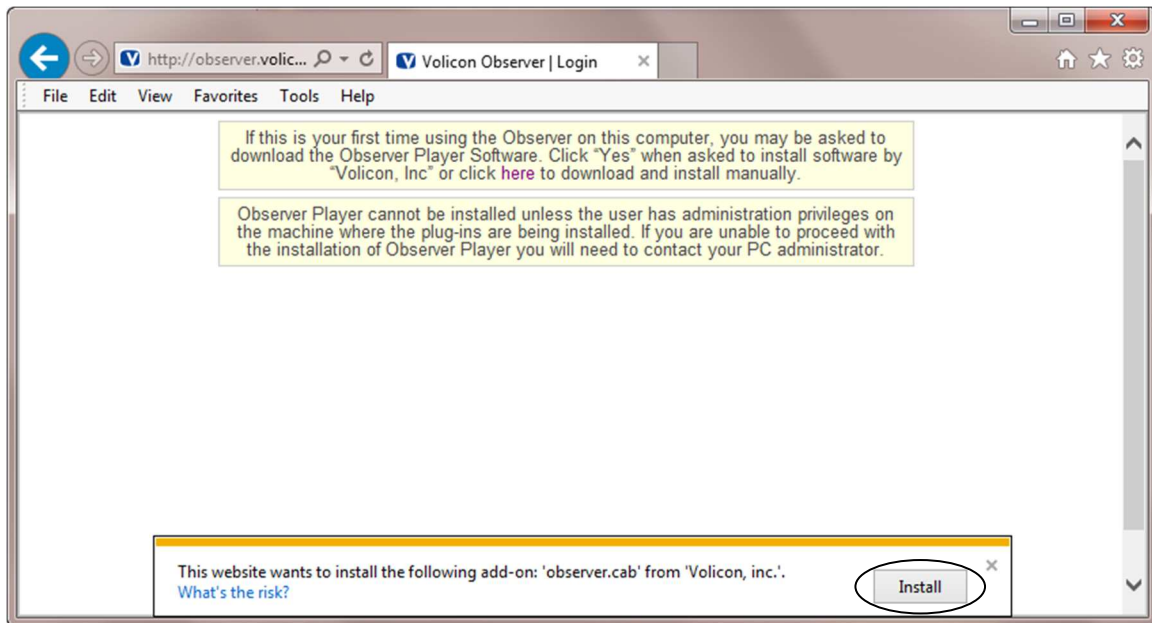 http://observer.volic...
Volicon Observer | Login
File Edit View Favorites Tools Help
If this is your first time using the Observer on this computer, you may be asked to
download the Observer Player Software. Click “Yes” when asked to install software by
“Volicon, Inc” or click here to download and install manually.
Observer Player cannot be installed unless the user has administration privileges on
the machine where the plug-ins are being installed. If you are unable to proceed with
the installation of Observer Player you will need to contact your PC administrator.
This website wants to install the following add-on: 'observer.cab' from 'Volicon, inc.'.
What's the risk?
Install